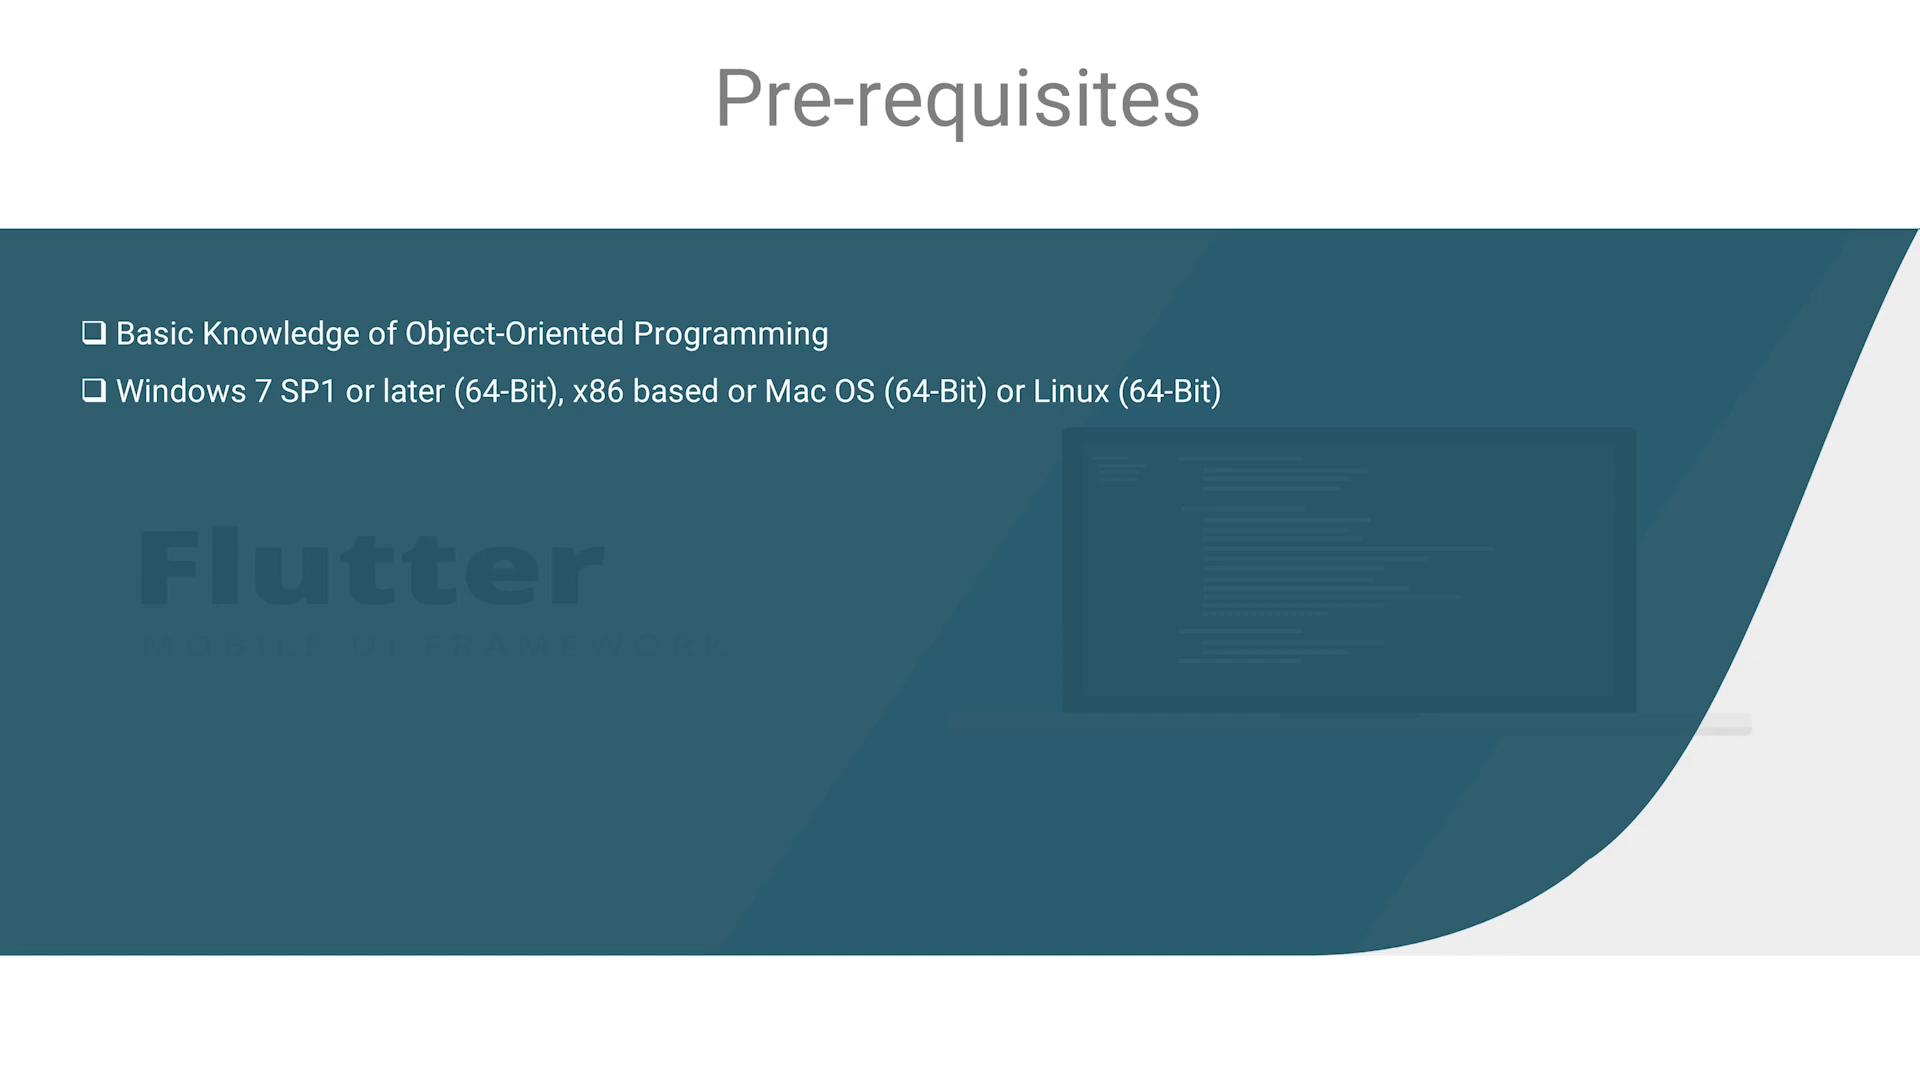 Pre-requisites
❑ Basic Knowledge of Object-Oriented Programming
❑ Windows 7 SP1 or later (64-Bit), x86 based or Mac OS (64-Bit) or Linux (64-Bit)
Flutter
MOBILE UI FRAMEWORK